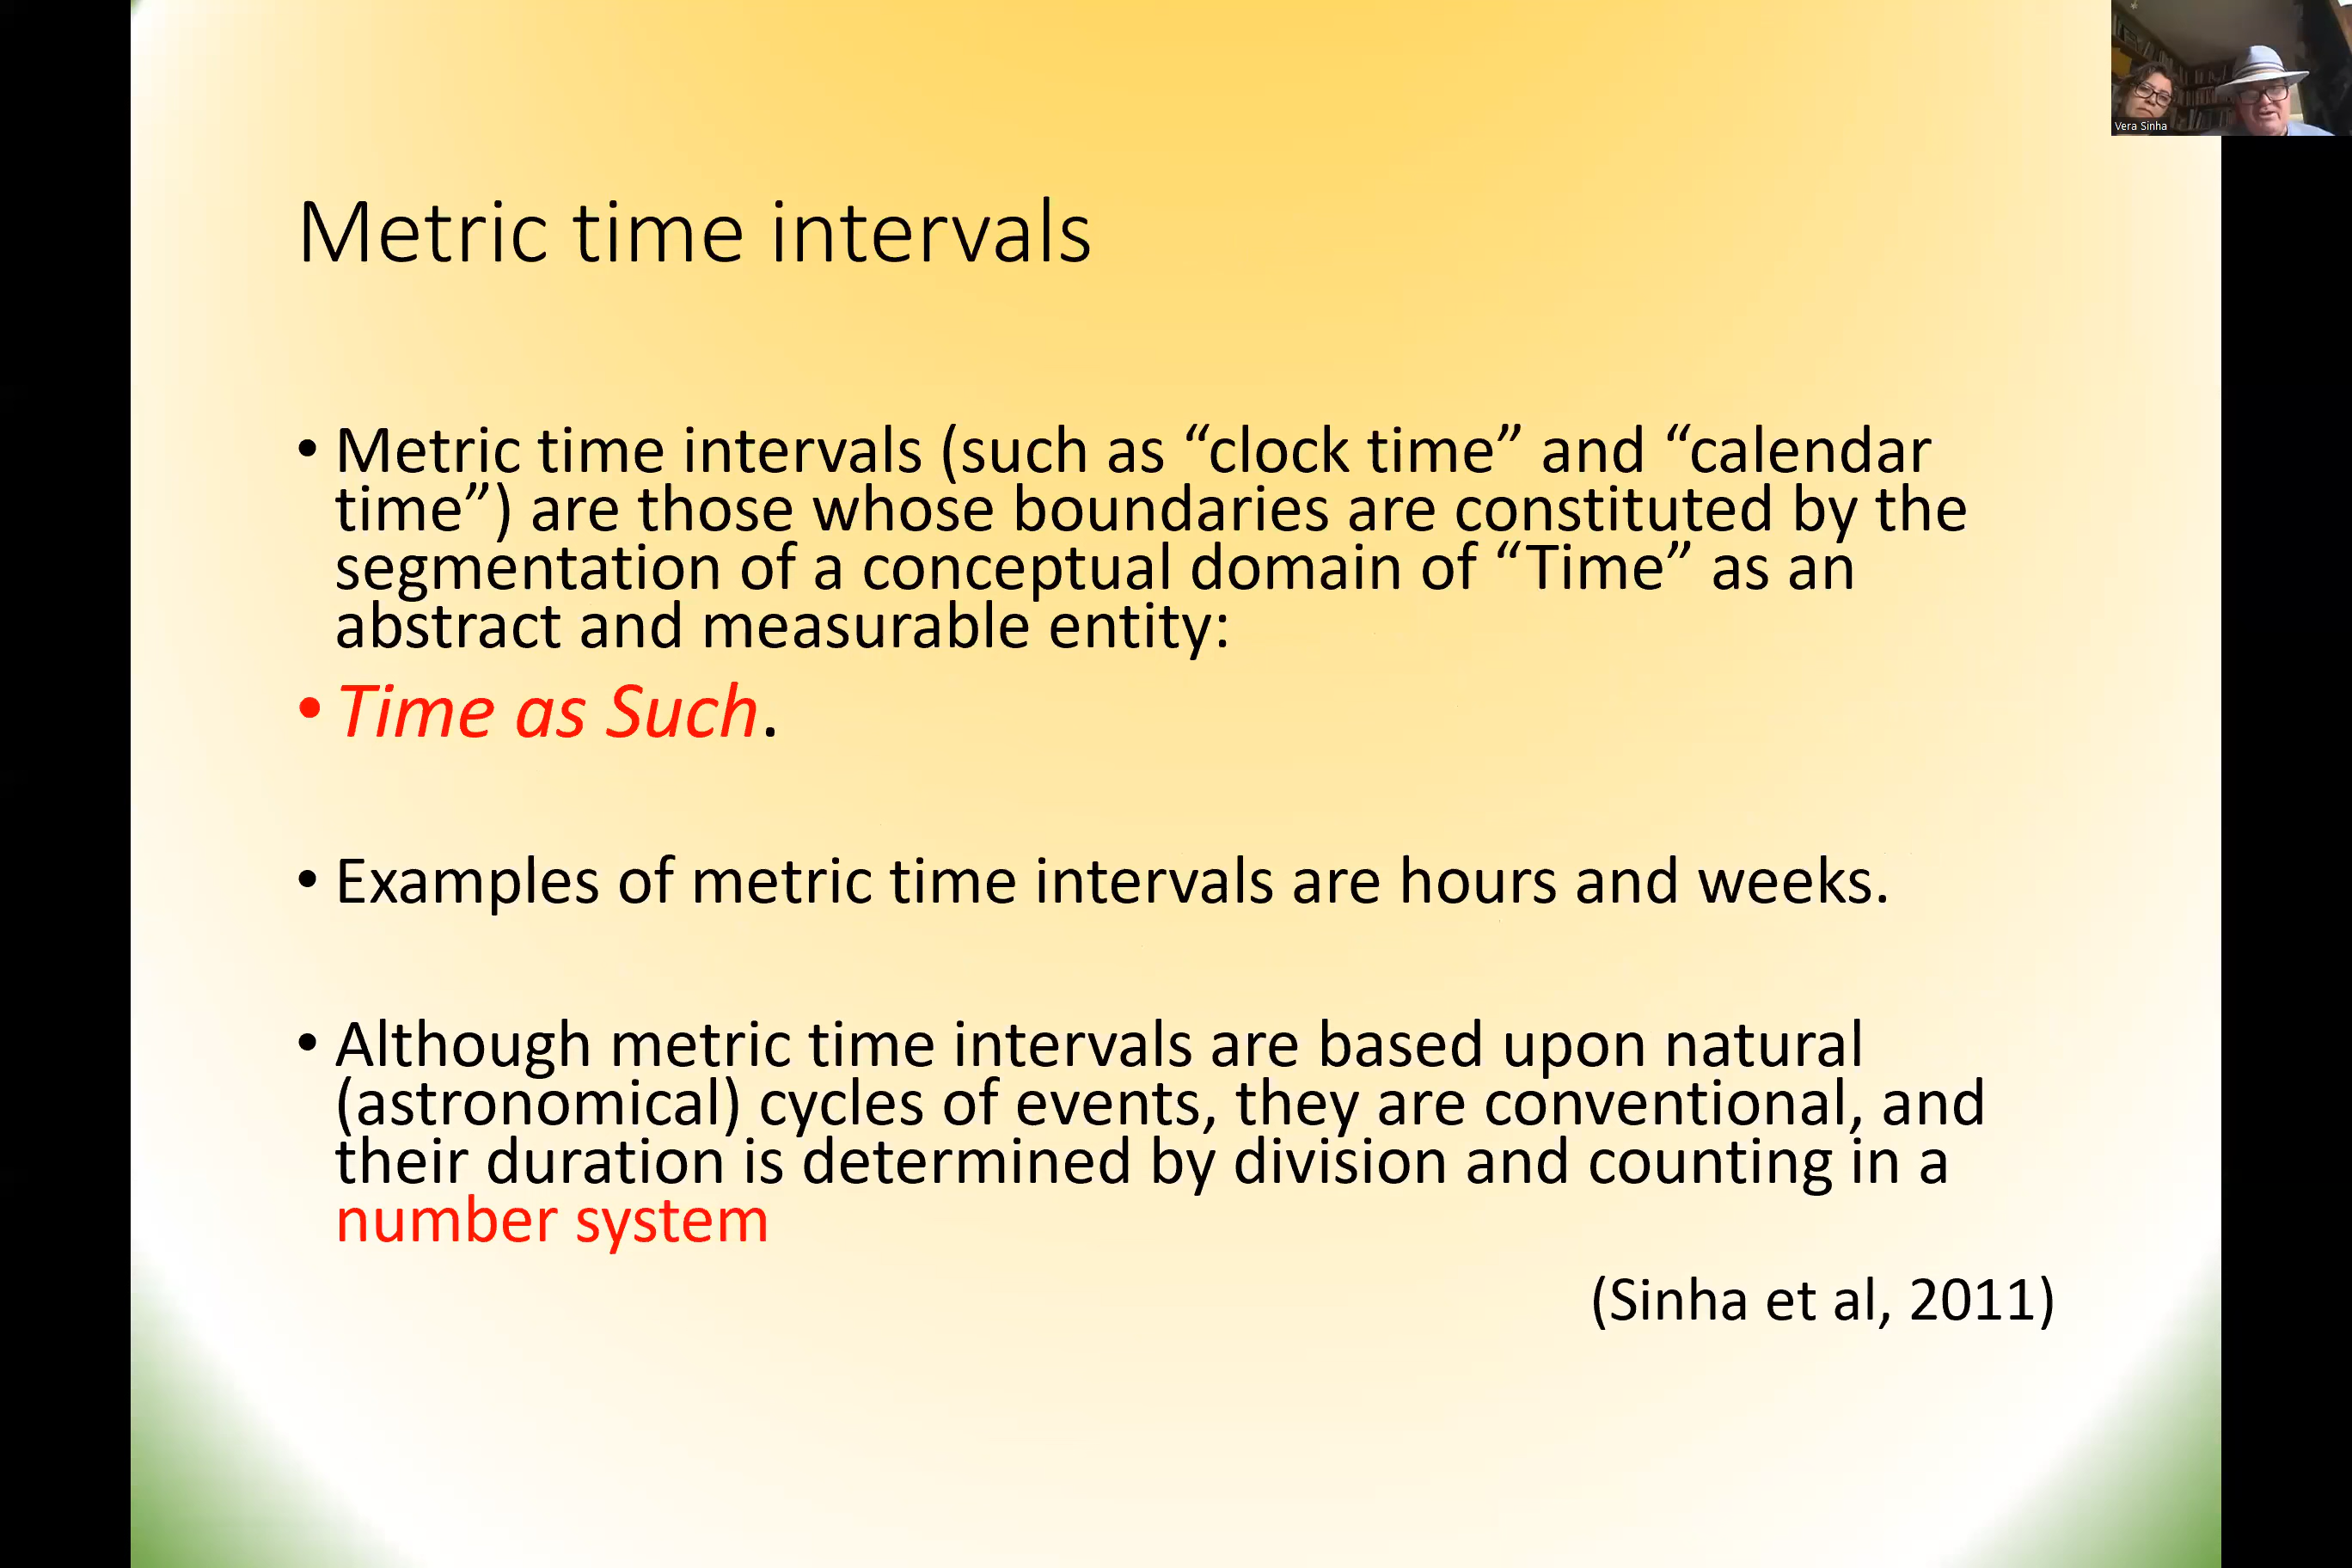 Vera Sinha
Metric time intervals
• Metric time intervals (such as “clock time” and “calendar
time”) are those whose boundaries are constituted by the
segmentation of a conceptual domain of “Time” as an
abstract and measurable entity:
• Time as Such.
• Examples of metric time intervals are hours and weeks.
• Although metric time intervals are based upon natural
(astronomical) cycles of events, they are conventional, and
their duration is determined by division and counting in a
number system
(Sinha et al, 2011)